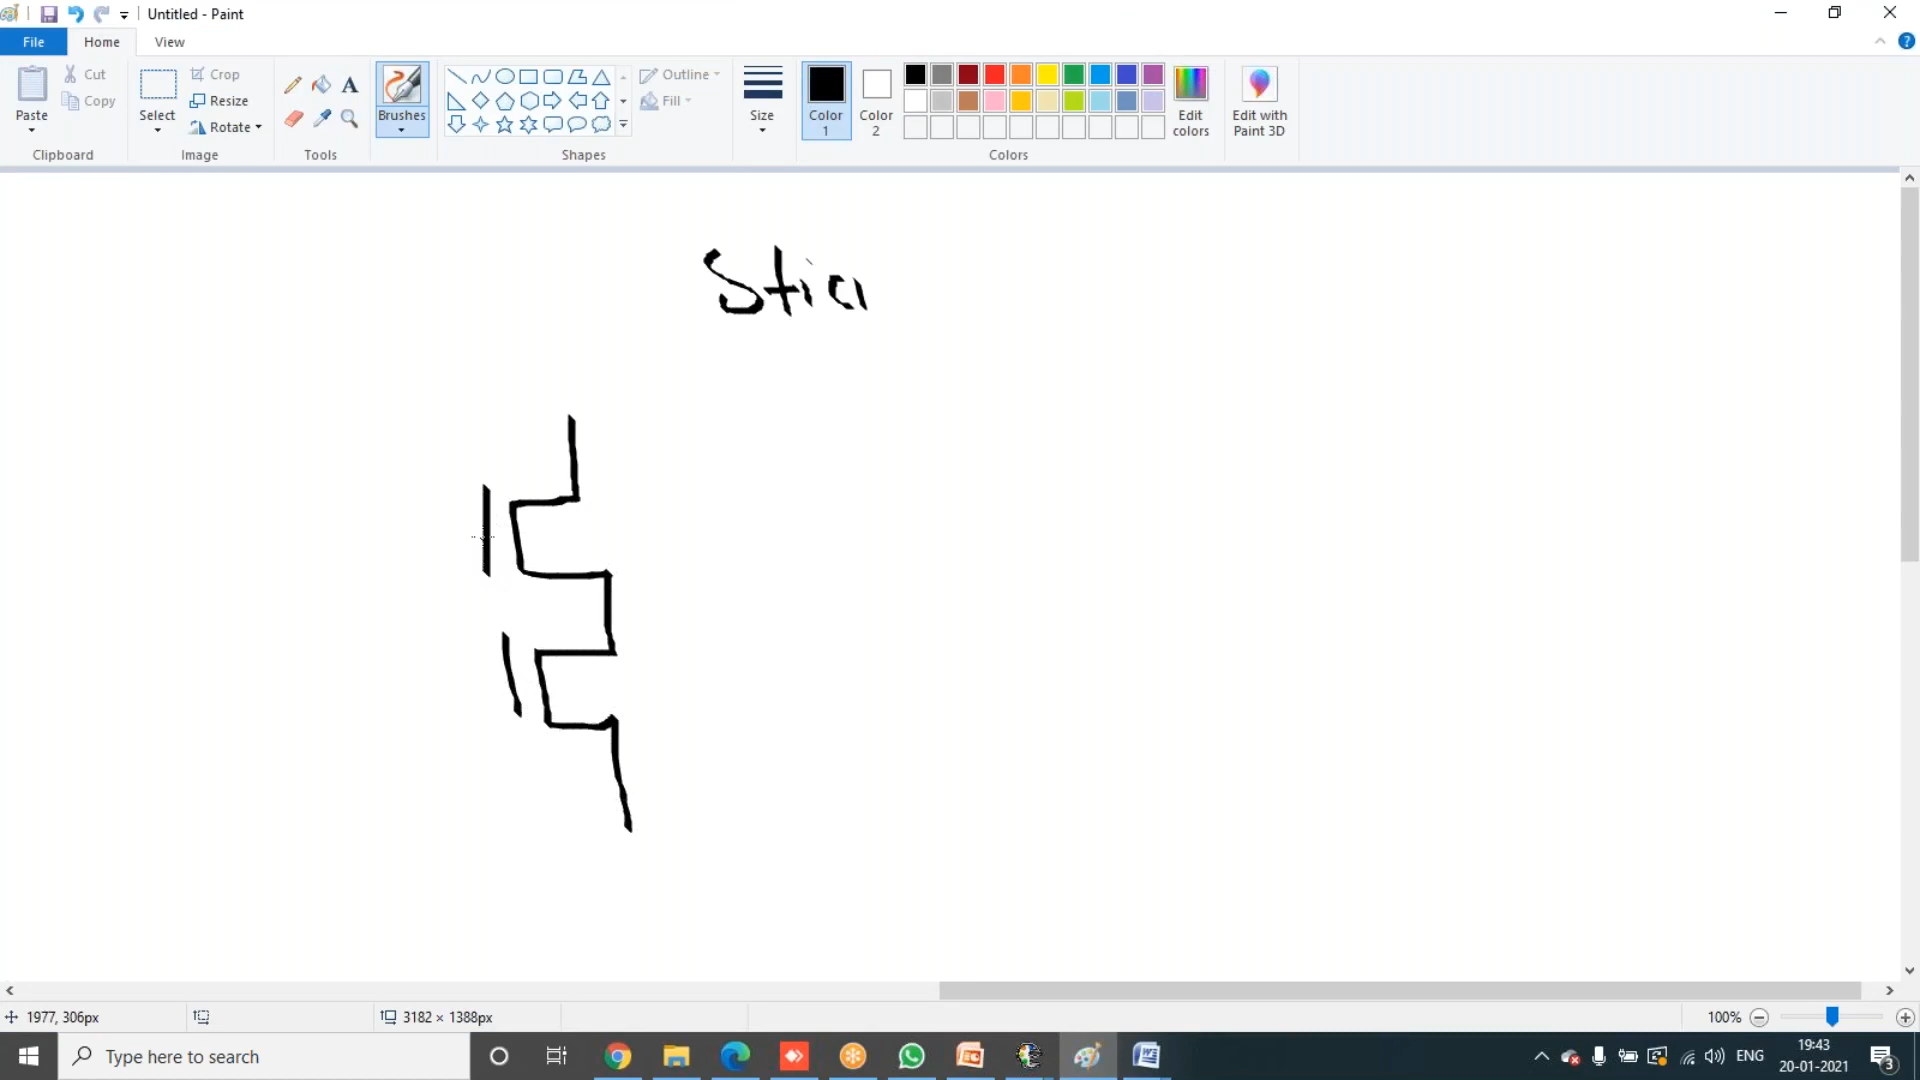 Untitled - Paint
File Home View
Paste
Cut
Copy
Clipboard
Select
Crop
Resize
Rotate
Image
Tools
Brushes
Shapes
Outline
Fill
Size
Color 1
Color 2
Colors
Edit colors
Edit with Paint 3D
Stici
1977, 306px
3182 × 1388px
100%
Type here to search
ENG
19:43
20-01-2021
3